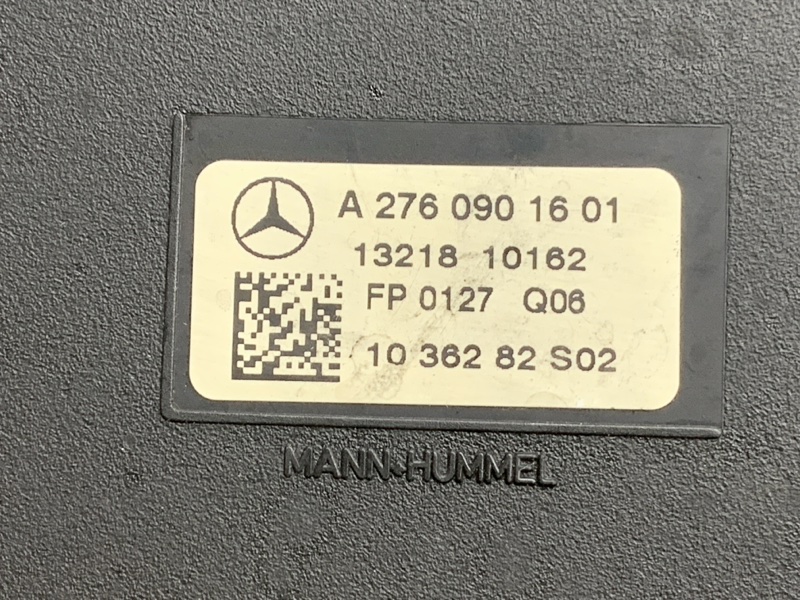 A 276 090 16 01
13218 10162
FP 0127 Q06
10 362 82 S02
MANN+HUMMEL